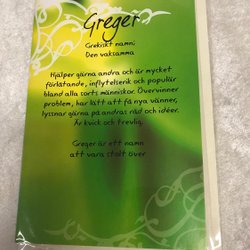 Greger
Grekiskt namn;
Den vaksamma
Hjälper gärna andra och är mycket
förlåtande, inflytelserik och populär
bland alla sorts människor. Övervinner
problem, har lätt att få nya vänner,
lyssnar gärna på andras råd och idéer.
Är kvick och trevlig.
Greger är ett namn
att vara stolt över